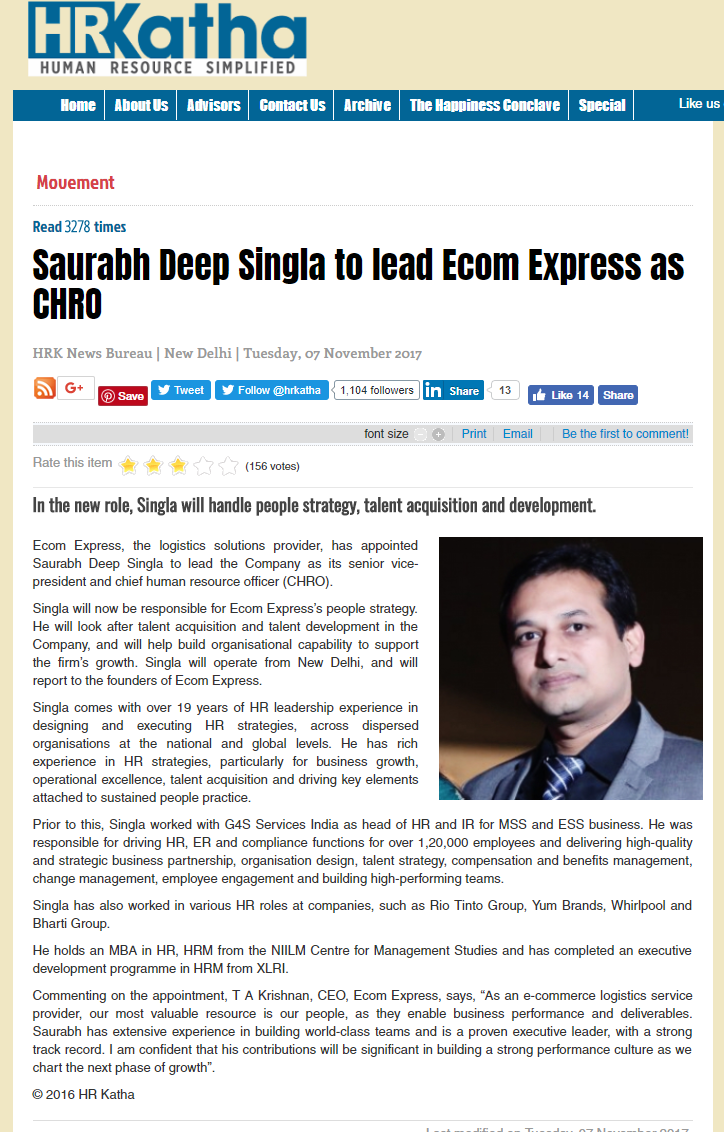 HRKatha
HUMAN RESOURCE SIMPLIFIED
Home About Us Advisors Contact Us Archive The Happiness Conclave Special Like us
Movement
Read 3278 times
Saurabh Deep Singla to lead Ecom Express as
CHRO
HRK News Bureau | New Delhi | Tuesday, 07 November 2017
G+ Save Tweet Follow @hrkatha 1,104 followers in Share 13 Like 14 Share
font size Print Email Be the first to comment!
Rate this item (156 votes)
In the new role, Singla will handle people strategy, talent acquisition and development.
Ecom Express, the logistics solutions provider, has appointed
Saurabh Deep Singla to lead the Company as its senior vice-
president and chief human resource officer (CHRO).
Singla will now be responsible for Ecom Express's people strategy.
He will look after talent acquisition and talent development in the
Company, and will help build organisational capability to support
the firm's growth. Singla will operate from New Delhi, and will
report to the founders of Ecom Express.
Singla comes with over 19 years of HR leadership experience in
designing and executing HR strategies, across dispersed
organisations at the national and global levels. He has rich
experience in HR strategies, particularly for business growth,
operational excellence, talent acquisition and driving key elements
attached to sustained people practice.
Prior to this, Singla worked with G4S Services India as head of HR and IR for MSS and ESS business. He was
responsible for driving HR, ER and compliance functions for over 1,20,000 employees and delivering high-quality
and strategic business partnership, organisation design, talent strategy, compensation and benefits management,
change management, employee engagement and building high-performing teams.
Singla has also worked in various HR roles at companies, such as Rio Tinto Group, Yum Brands, Whirlpool and
Bharti Group.
He holds an MBA in HR, HRM from the NIILM Centre for Management Studies and has completed an executive
development programme in HRM from XLRI.
Commenting on the appointment, T A Krishnan, CEO, Ecom Express, says, “As an e-commerce logistics service
provider, our most valuable resource is our people, as they enable business performance and deliverables.
Saurabh has extensive experience in building world-class teams and is a proven executive leader, with a strong
track record. I am confident that his contributions will be significant in building a strong performance culture as we
chart the next phase of growth”.
© 2016 HR Katha
Last modified on Tuesday, 07 November 2017